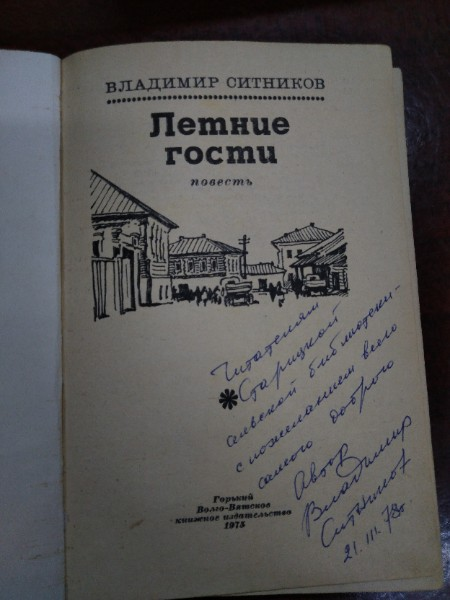 ВЛАДИМИР СИТНИКОВ
Летние
гости
повесть
Читателям
Старицкой
сельской библиотеки -
с пожеланием всего
самого доброго
Автор
Владимир
Ситников
21.III.78г.
Горький
Волго-Вятское
книжное издательство
1975